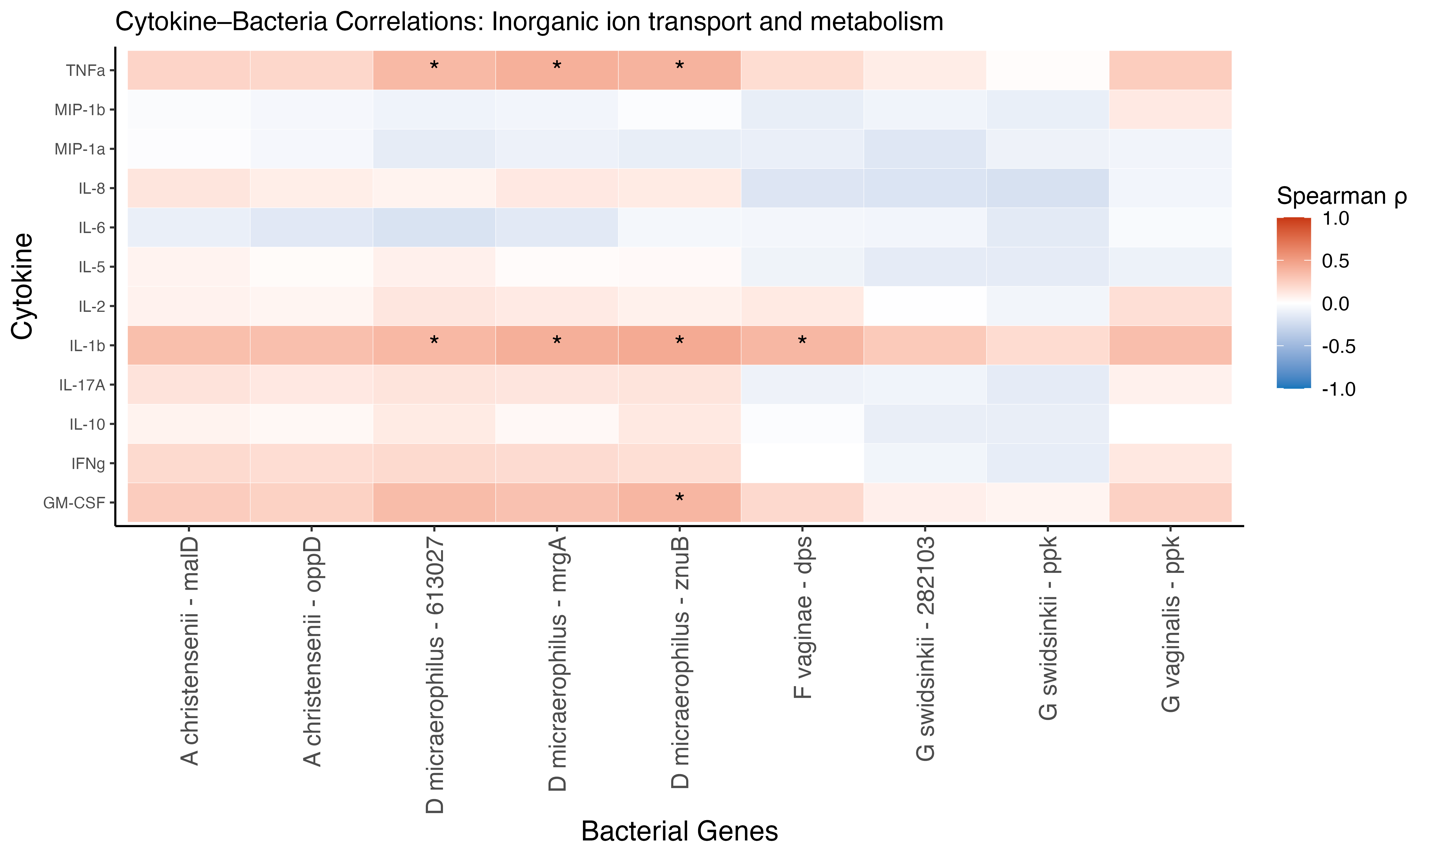 Cytokine–Bacteria Correlations: Inorganic ion transport and metabolism
Cytokine
TNFa
* * *
MIP-1b
MIP-1a
IL-8
IL-6
IL-5
IL-2
IL-1b
* * * *
IL-17A
IL-10
IFNg
GM-CSF
*
A christensenii - malD
A christensenii - oppD
D micraerophilus - 613027
D micraerophilus - mrgA
D micraerophilus - znuB
F vaginae - dps
G swidsinkii - 282103
G swidsinkii - ppk
G vaginalis - ppk
Bacterial Genes
Spearman ρ
1.0
0.5
0.0
-0.5
-1.0